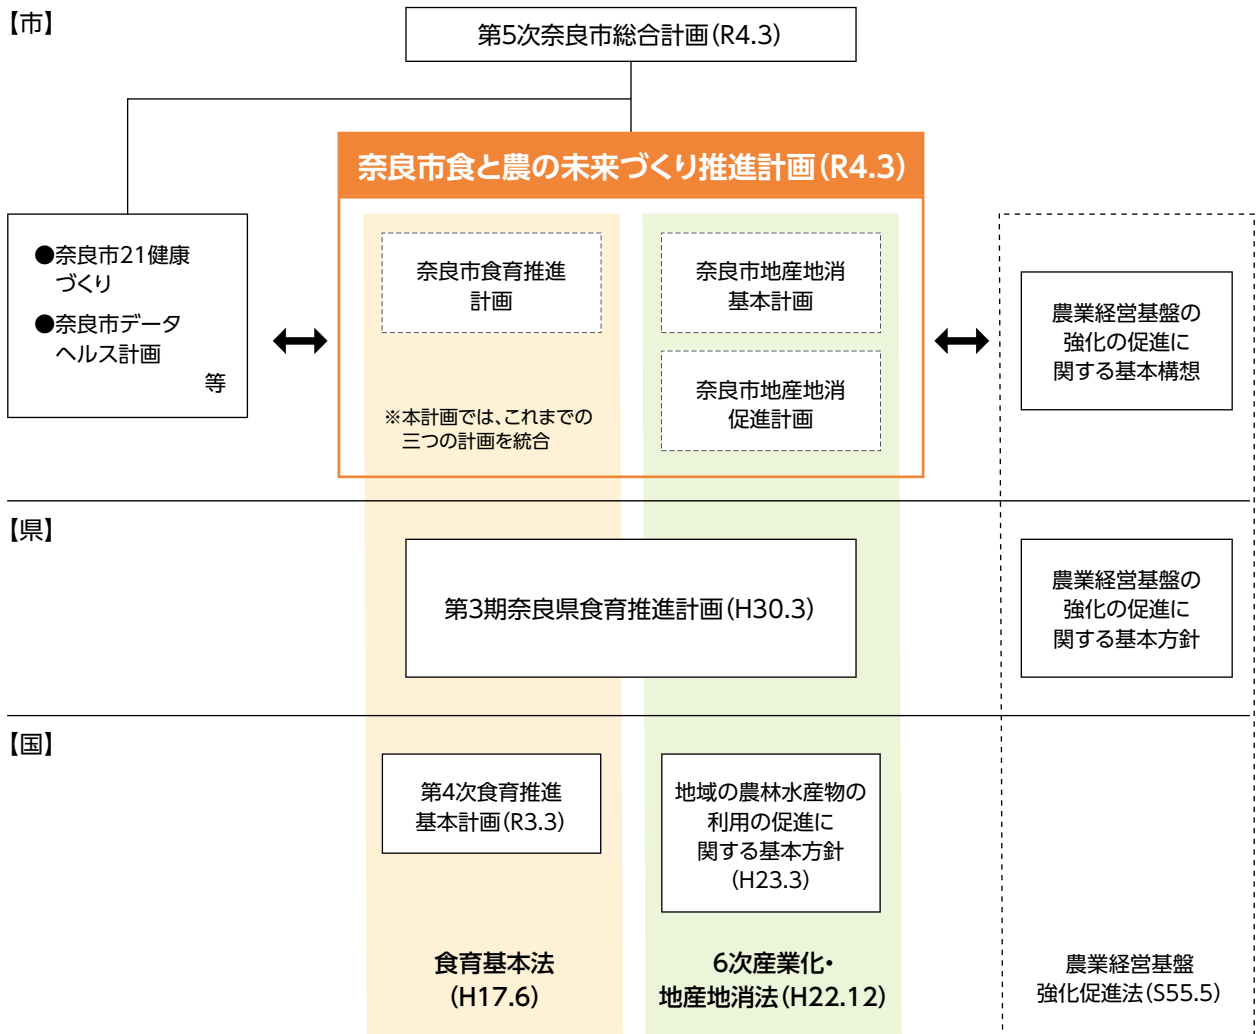 【市】
第5次奈良市総合計画(R4.3)
奈良市食と農の未来づくり推進計画(R4.3)
●奈良市21健康
づくり
●奈良市データ
ヘルス計画
等
奈良市食育推進
計画
※本計画では、これまでの
三つの計画を統合
奈良市地産地消
基本計画
奈良市地産地消
促進計画
農業経営基盤の
強化の促進に
関する基本構想
【県】
第3期奈良県食育推進計画(H30.3)
農業経営基盤の
強化の促進に
関する基本方針
【国】
第4次食育推進
基本計画(R3.3)
地域の農林水産物の
利用の促進に
関する基本方針
(H23.3)
食育基本法
(H17.6)
6次産業化・
地産地消法(H22.12)
農業経営基盤
強化促進法(S55.5)